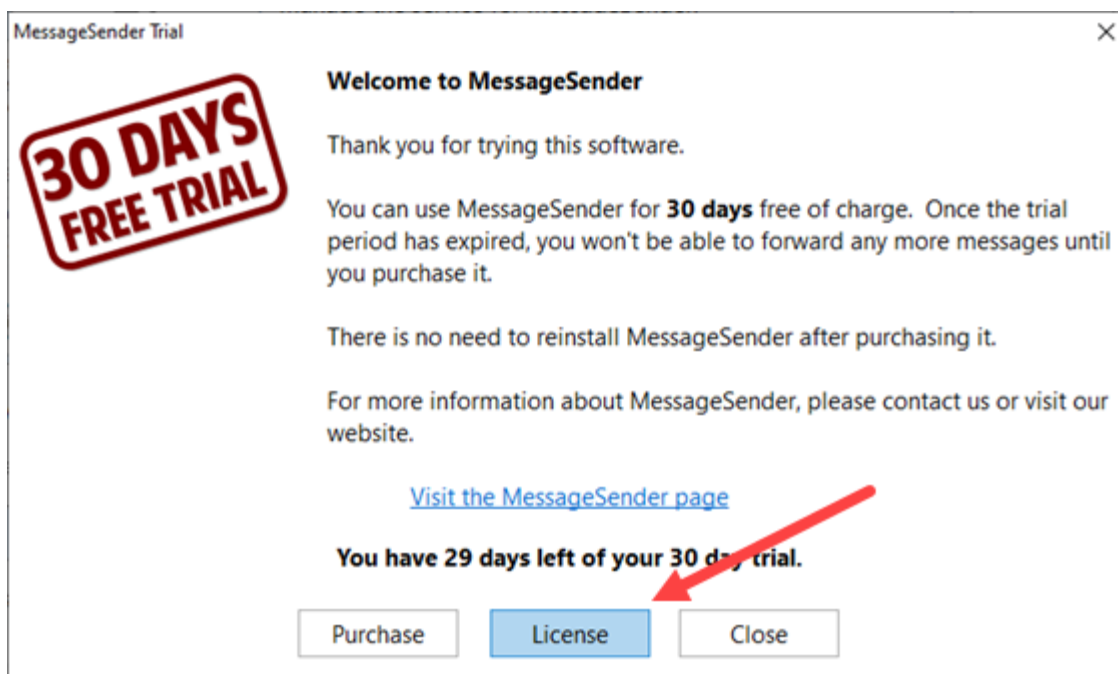 MessageSender Trial
30 DAYS
FREE TRIAL
Welcome to MessageSender
Thank you for trying this software.
You can use MessageSender for 30 days free of charge.  Once the trial
period has expired, you won't be able to forward any more messages until
you purchase it.
There is no need to reinstall MessageSender after purchasing it.
For more information about MessageSender, please contact us or visit our
website.
Visit the MessageSender page
You have 29 days left of your 30 day trial.
Purchase
License
Close